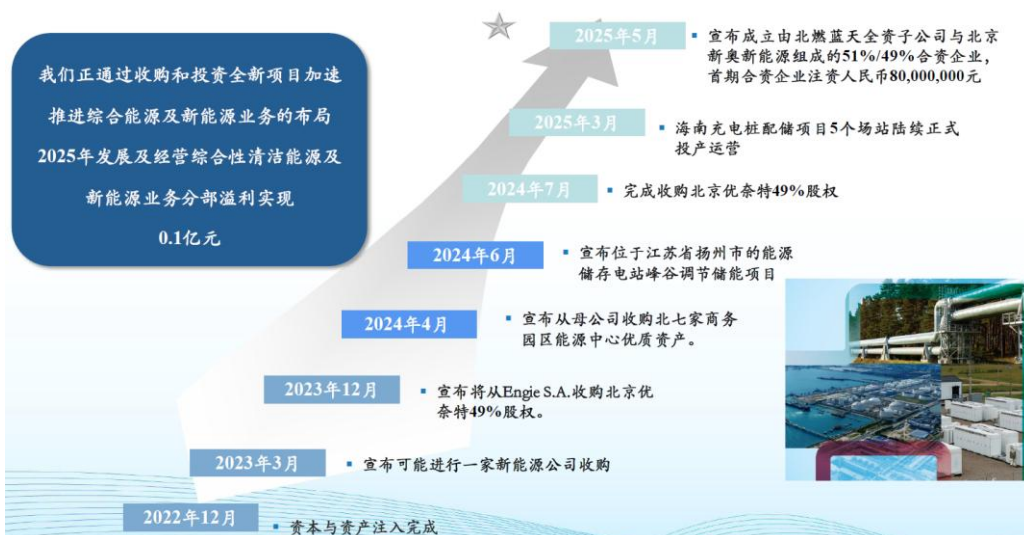 我们正通过收购和投资全新项目加速
推进综合能源及新能源业务的布局
2025年发展及经营综合性清洁能源及
新能源业务分部溢利实现
0.1亿元
2025年5月
▪ 宣布成立由北燃蓝天全资子公司与北京
新奥新能源组成的51%/49%合资企业，
首期合资企业注资人民币80,000,000元
2025年3月
▪ 海南充电桩配储项目5个场站陆续正式
投产运营
2024年7月
▪ 完成收购北京优奈特49%股权
2024年6月
▪ 宣布位于江苏省扬州市的能源
储存电站峰谷调节储能项目
2024年4月
▪ 宣布从母公司收购北七家商务
园区能源中心优质资产。
2023年12月
▪ 宣布将从Engie S.A.收购北京优
奈特49%股权。
2023年3月
▪ 宣布可能进行一家新能源公司收购
2022年12月
▪ 资本与资产注入完成